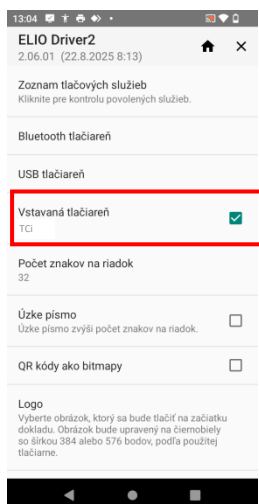 13:04
ELIO Driver2
2.06.01 (22.8.2025 8:13)
Zoznam tlačových služieb
Kliknite pre kontrolu povolených služieb.
Bluetooth tlačiareň
USB tlačiareň
Vstavaná tlačiareň
TCi
Počet znakov na riadok
32
Úzke písmo
Úzke písmo zvýši počet znakov na riadok.
QR kódy ako bitmapy
Logo
Vyberte obrázok, ktorý sa bude tlačiť na začiatku
dokladu. Obrázok bude upravený na čiernobiely
so šírkou 384 alebo 576 bodov, podľa použitej
tlačiarne.